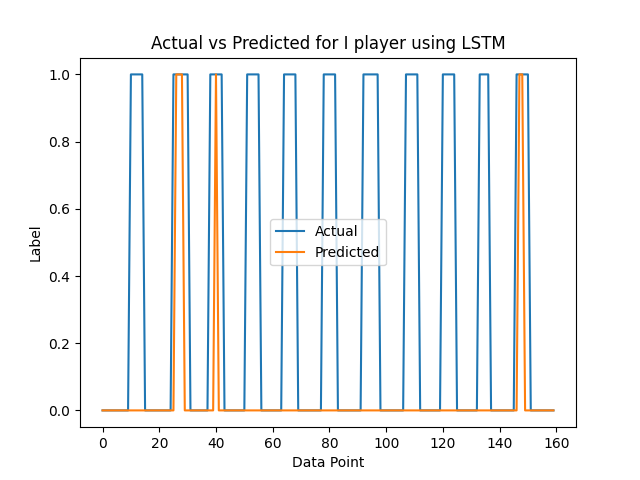 Actual vs Predicted for I player using LSTM
1.0
0.8
0.6
0.4
0.2
0.0
Label
Actual
Predicted
0 20 40 60 80 100 120 140 160
Data Point